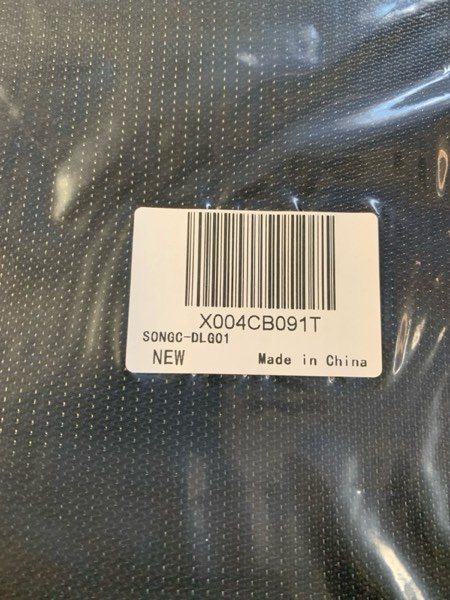 X004CB091T
SONGC-DLG01
NEW
Made in China